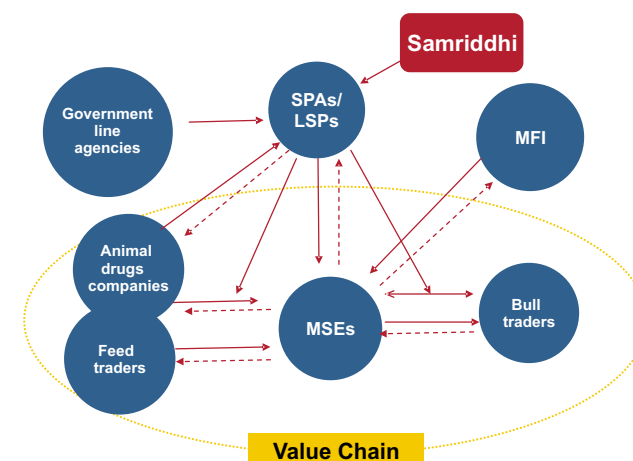 Samriddhi
SPAs/
LSPs
Government
line
agencies
MFI
Animal
drugs
companies
Bull
traders
MSEs
Feed
traders
Value Chain